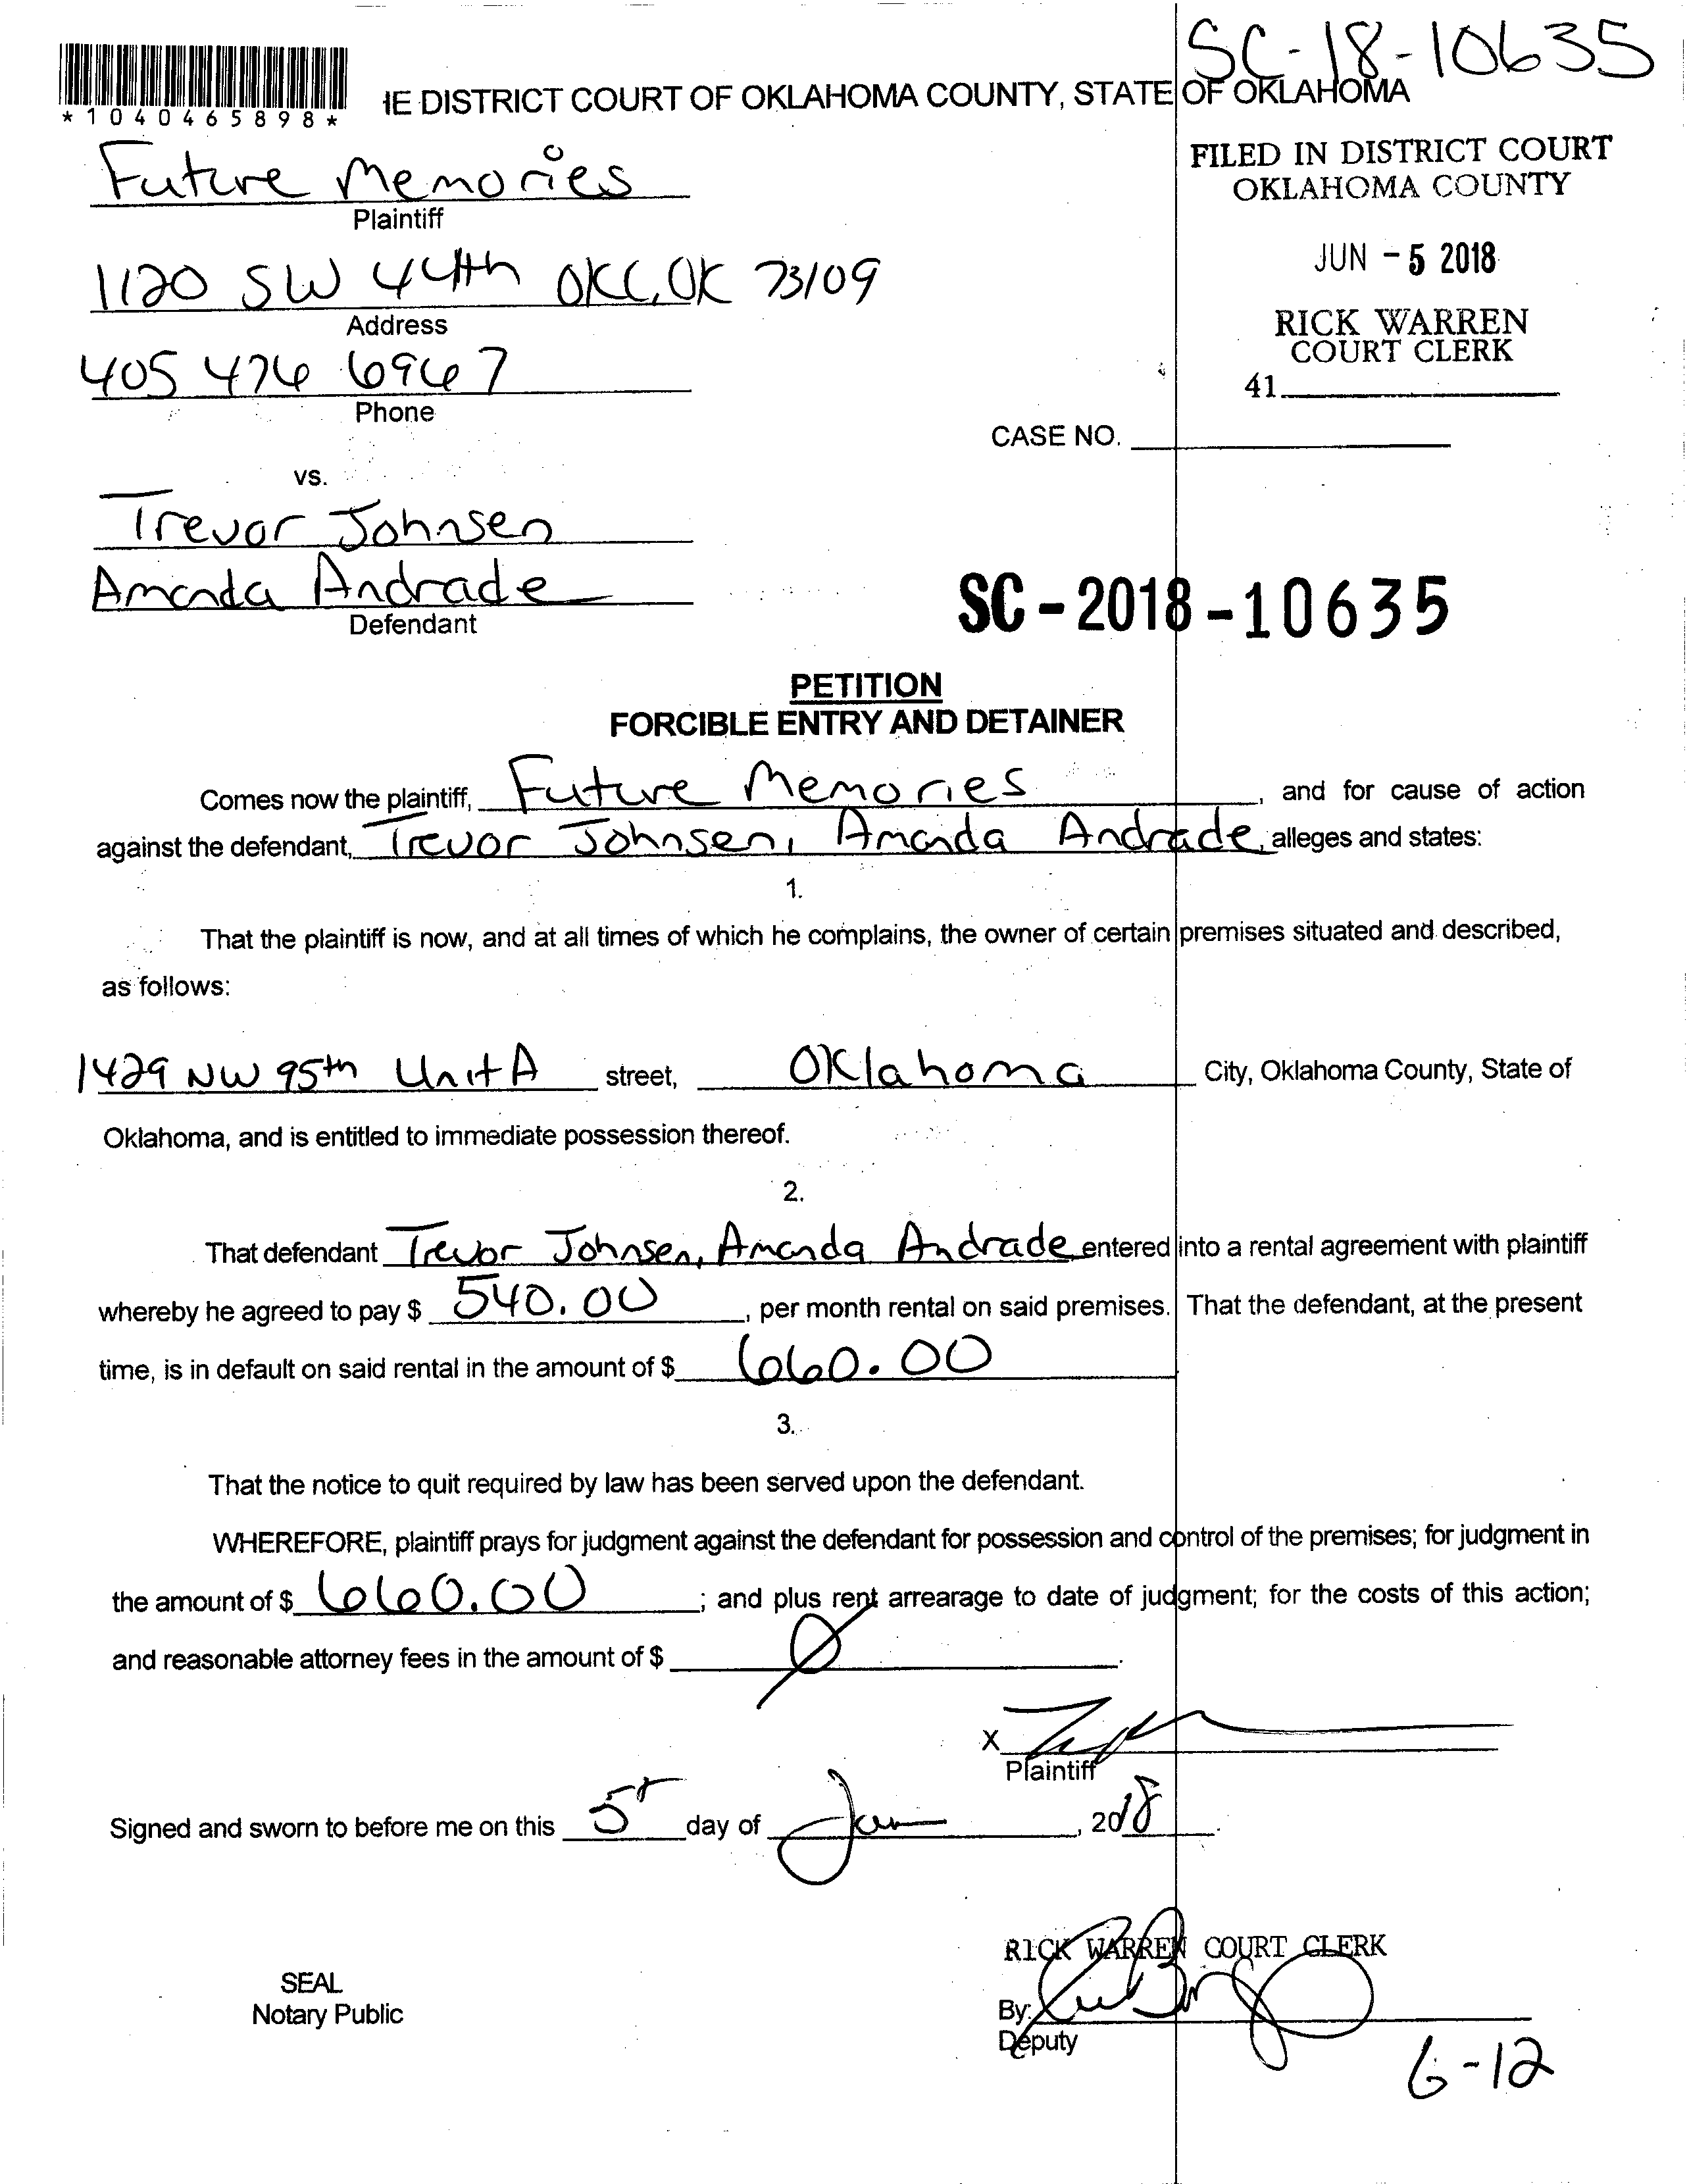 SC-18-10635
*1040465898*
IE DISTRICT COURT OF OKLAHOMA COUNTY, STATE OF OKLAHOMA
Future Memories
Plaintiff
FILED IN DISTRICT COURT
OKLAHOMA COUNTY
JUN - 5 2018
RICK WARREN
COURT CLERK
41
1120 SW 44th OKC, OK 73109
Address
405 476 6967
Phone
CASE NO.
vs.
Trevor Johnsen
Amanda Andrade
Defendant
SC-2018-10635
PETITION
FORCIBLE ENTRY AND DETAINER
Comes now the plaintiff, Future Memories, and for cause of action
against the defendant, Trevor Johnsen, Amanda Andrade, alleges and states:
1.
That the plaintiff is now, and at all times of which he complains, the owner of certain premises situated and described,
as follows:
1429 NW 95th Unit A street, Oklahoma City, Oklahoma County, State of
Oklahoma, and is entitled to immediate possession thereof.
2.
That defendant Trevor Johnsen, Amanda Andrade entered into a rental agreement with plaintiff
whereby he agreed to pay $ 540.00, per month rental on said premises. That the defendant, at the present
time, is in default on said rental in the amount of $ 660.00
3.
That the notice to quit required by law has been served upon the defendant.
WHEREFORE, plaintiff prays for judgment against the defendant for possession and control of the premises; for judgment in
the amount of $ 660.00; and plus rent arrearage to date of judgment; for the costs of this action;
and reasonable attorney fees in the amount of $ Ø.
X
Plaintiff
Signed and sworn to before me on this 5 day of Jun, 2018.
RICK WARREN COURT CLERK
SEAL
Notary Public
By:
Deputy
6-12